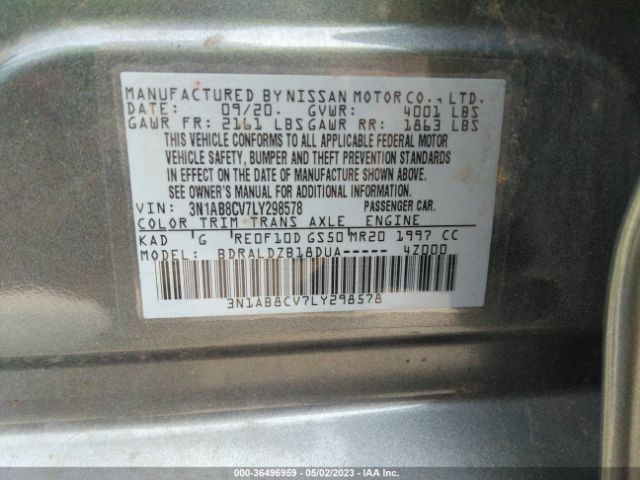 MANUFACTURED BY NISSAN MOTOR CO., LTD.
DATE: 09/20. GVWR: 4001 LBS
GAWR FR: 2161 LBS GAWR RR: 1863 LBS
THIS VEHICLE CONFORMS TO ALL APPLICABLE FEDERAL MOTOR
VEHICLE SAFETY, BUMPER AND THEFT PREVENTION STANDARDS
IN EFFECT ON THE DATE OF MANUFACTURE SHOWN ABOVE.
SEE OWNER'S MANUAL FOR ADDITIONAL INFORMATION.
VIN: 3N1AB8CV7LY298578 PASSENGER CAR.
COLOR TRIM TRANS AXLE ENGINE
KAD G RE0F10D GS50 MR20 1997 CC
MODEL: BDRALDZB18DUA----- 4Z000
3N1AB8CV7LY298578
000-36496959 - 05/02/2023 - IAA Inc.